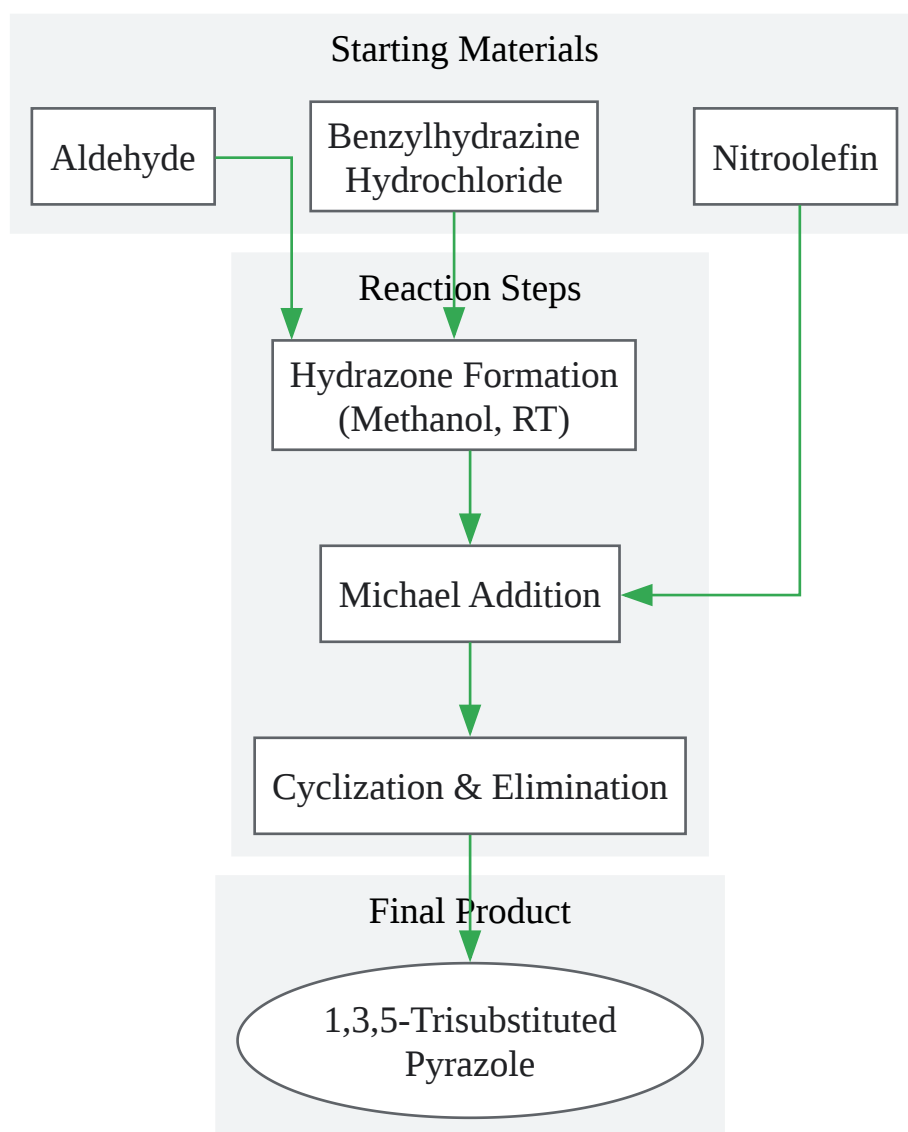 Starting Materials
Aldehyde
Benzylhydrazine
Hydrochloride
Nitroolefin
Reaction Steps
Hydrazone Formation
(Methanol, RT)
Michael Addition
Cyclization & Elimination
Final Product
1,3,5-Trisubstituted
Pyrazole